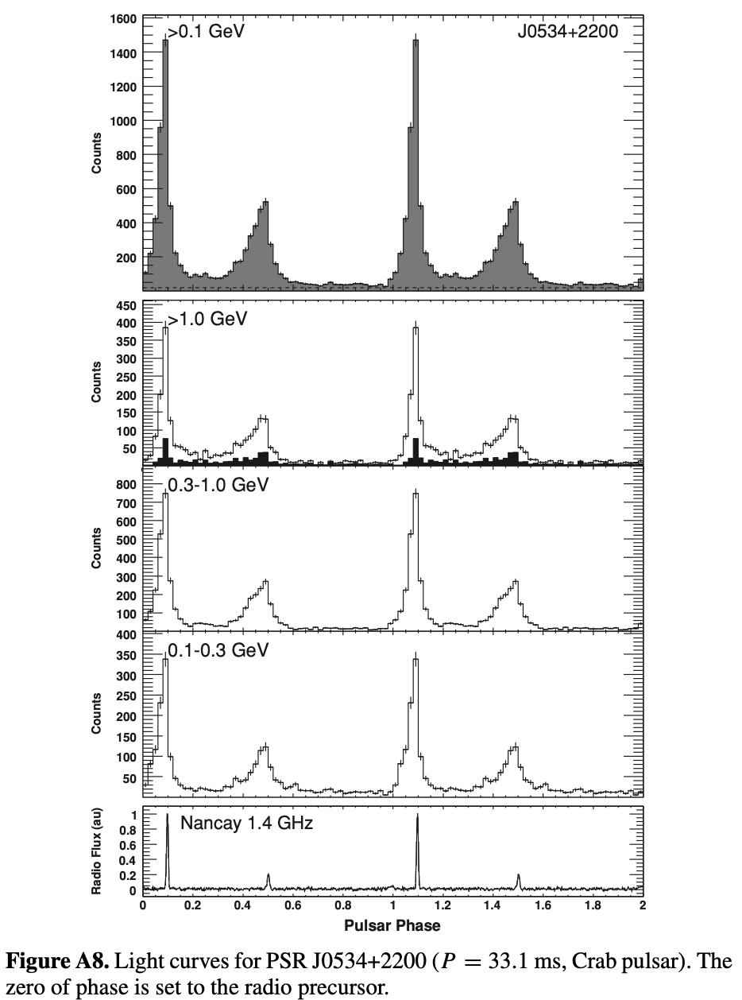 >0.1 GeV J0534+2200
1600
1400
1200
1000
800
600
400
200
Counts
>1.0 GeV
450
400
350
300
250
200
150
100
50
Counts
0.3-1.0 GeV
800
700
600
500
400
300
200
100
Counts
0.1-0.3 GeV
400
350
300
250
200
150
100
50
Counts
Nancay 1.4 GHz
1
0.8
0.6
0.4
0.2
0
Radio Flux (au)
0 0.2 0.4 0.6 0.8 1 1.2 1.4 1.6 1.8 2
Pulsar Phase
Figure A8. Light curves for PSR J0534+2200 (P = 33.1 ms, Crab pulsar). The
zero of phase is set to the radio precursor.